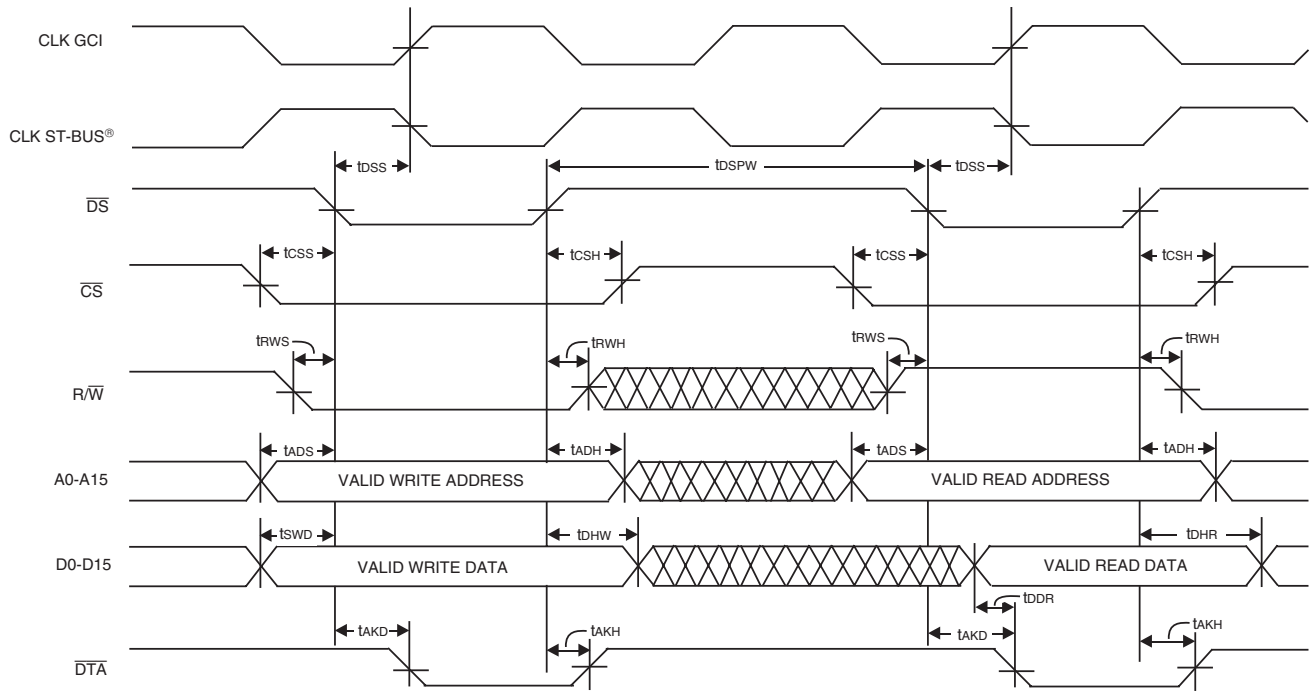 CLK GCI
CLK ST-BUS®
tDSS
tDSPW
tDSS
DS
tCSS
tCSH
tCSS
tCSH
CS
tRWS
tRWH
tRWS
tRWH
R/W
tADS
tADH
tADS
tADH
A0-A15
VALID WRITE ADDRESS
VALID READ ADDRESS
tSWD
tDHW
tDHR
D0-D15
VALID WRITE DATA
VALID READ DATA
tDDR
tAKD
tAKH
tAKD
tAKH
DTA